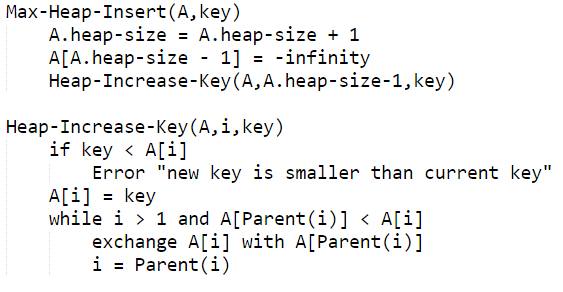 Max-Heap-Insert(A,key)
    A.heap-size = A.heap-size + 1
    A[A.heap-size - 1] = -infinity
    Heap-Increase-Key(A,A.heap-size-1,key)

Heap-Increase-Key(A,i,key)
    if key < A[i]
        Error "new key is smaller than current key"
    A[i] = key
    while i > 1 and A[Parent(i)] < A[i]
        exchange A[i] with A[Parent(i)]
        i = Parent(i)